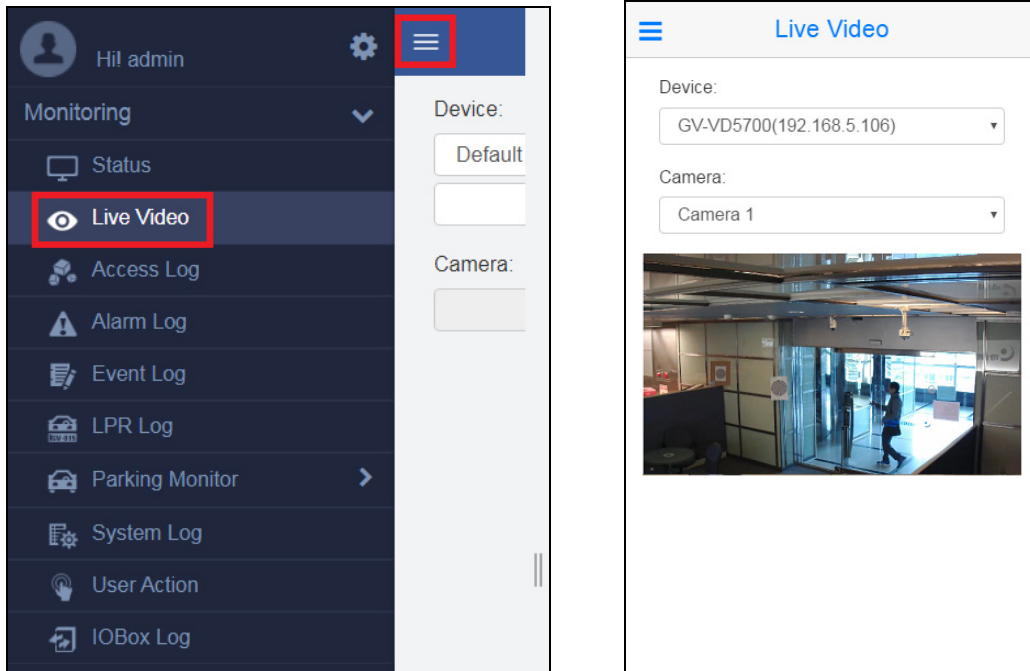 Hi! admin
Monitoring
Status
Live Video
Access Log
Alarm Log
Event Log
LPR Log
Parking Monitor
System Log
User Action
IOBox Log
Device:
Default
Camera:
Live Video
Device:
GV-VD5700(192.168.5.106)
Camera:
Camera 1